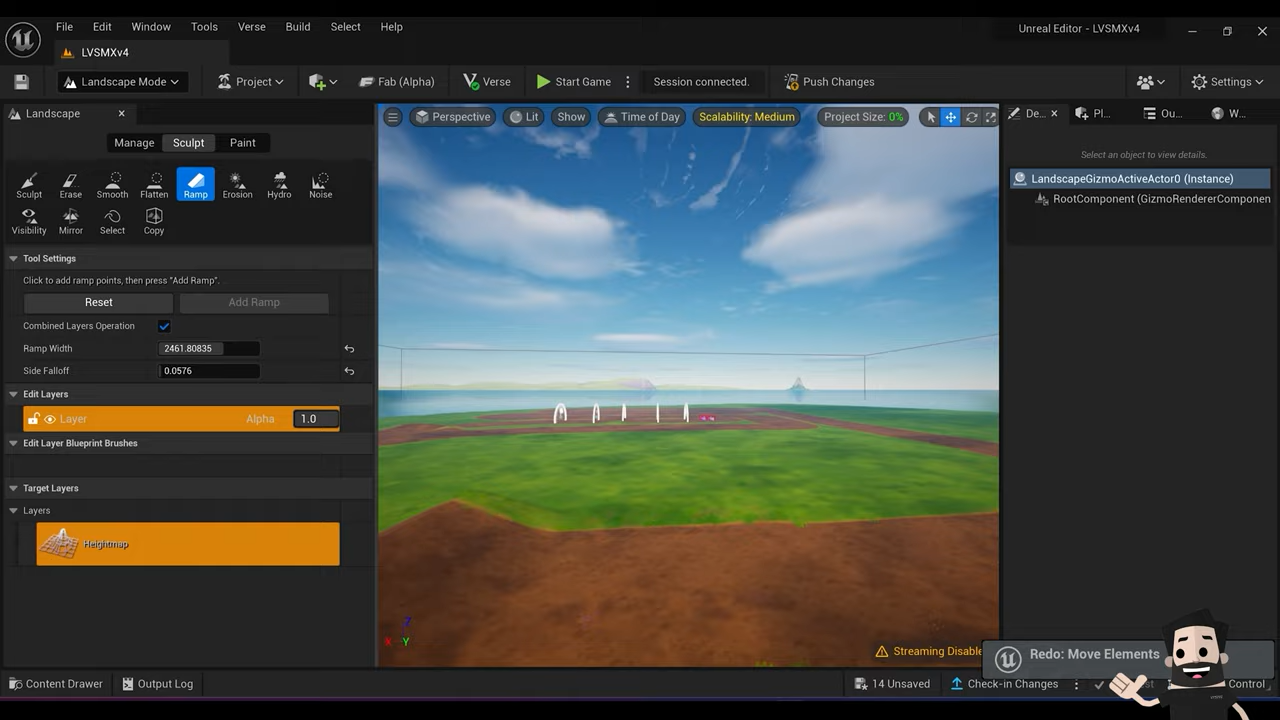 File Edit Window Tools Verse Build Select Help
Unreal Editor - LVSMXv4
LVSMXv4
Landscape Mode
Project
Fab (Alpha)
Verse
Start Game
Session connected.
Push Changes
Settings
Landscape
Perspective
Lit
Show
Time of Day
Scalability: Medium
Project Size: 0%
De...
Pl...
Ou...
W...
Manage Sculpt Paint
Select an object to view details.
Sculpt Erase Smooth Flatten Ramp Erosion Hydro Noise
LandscapeGizmoActiveActor0 (Instance)
RootComponent (GizmoRendererComponen
Visibility Mirror Select Copy
Tool Settings
Click to add ramp points, then press "Add Ramp".
Reset Add Ramp
Combined Layers Operation
Ramp Width 2461.80835
Side Falloff 0.0576
Edit Layers
Layer Alpha 1.0
Edit Layer Blueprint Brushes
Target Layers
Layers
Heightmap
Z
X Y
Streaming Disable
Redo: Move Elements
Content Drawer
Output Log
14 Unsaved
Check-in Changes
Control